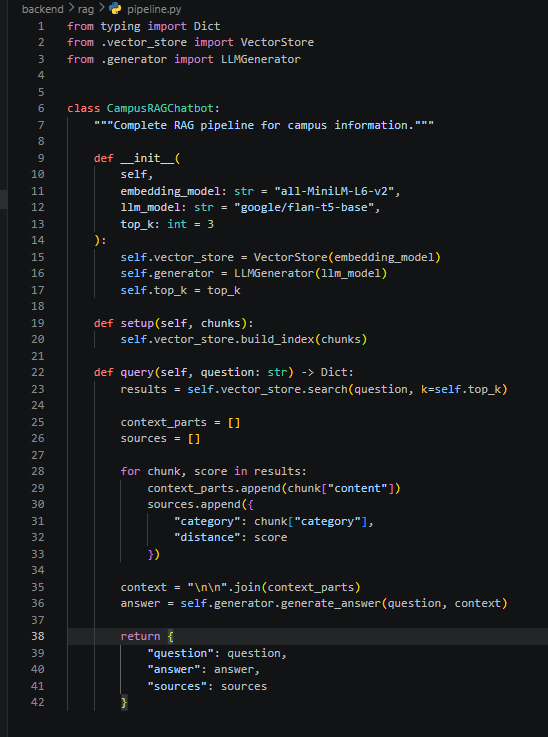 backend > rag > pipeline.py
1 from typing import Dict
2 from .vector_store import VectorStore
3 from .generator import LLMGenerator
4
5
6 class CampusRAGChatbot:
7     """Complete RAG pipeline for campus information."""
8
9     def __init__(
10         self,
11         embedding_model: str = "all-MiniLM-L6-v2",
12         llm_model: str = "google/flan-t5-base",
13         top_k: int = 3
14     ):
15         self.vector_store = VectorStore(embedding_model)
16         self.generator = LLMGenerator(llm_model)
17         self.top_k = top_k
18
19     def setup(self, chunks):
20         self.vector_store.build_index(chunks)
21
22     def query(self, question: str) -> Dict:
23         results = self.vector_store.search(question, k=self.top_k)
24
25         context_parts = []
26         sources = []
27
28         for chunk, score in results:
29             context_parts.append(chunk["content"])
30             sources.append({
31                 "category": chunk["category"],
32                 "distance": score
33             })
34
35         context = "\n\n".join(context_parts)
36         answer = self.generator.generate_answer(question, context)
37
38         return {
39             "question": question,
40             "answer": answer,
41             "sources": sources
42         }